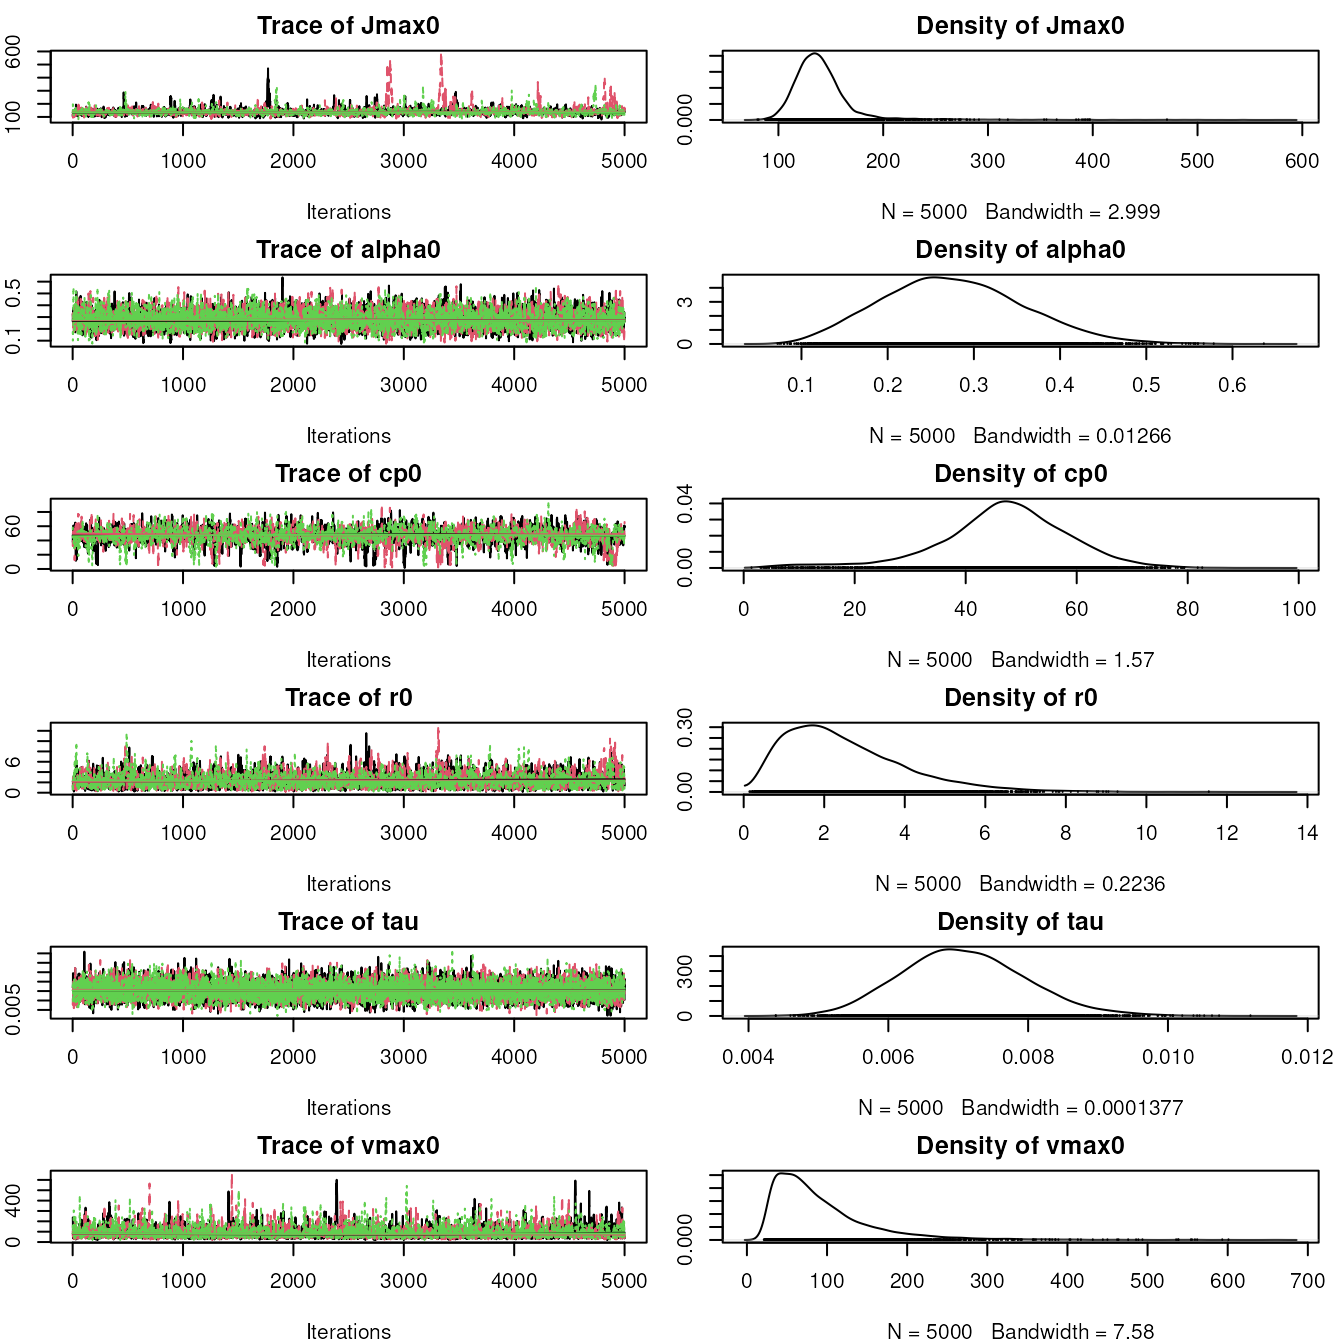 Trace of Jmax0
Density of Jmax0
100 600
0 1000 2000 3000 4000 5000
Iterations
0.000
100 200 300 400 500 600
N = 5000 Bandwidth = 2.999
Trace of alpha0
Density of alpha0
0.1 0.5
0 1000 2000 3000 4000 5000
Iterations
0 3
0.1 0.2 0.3 0.4 0.5 0.6
N = 5000 Bandwidth = 0.01266
Trace of cp0
Density of cp0
0 60
0 1000 2000 3000 4000 5000
Iterations
0.00 0.04
0 20 40 60 80 100
N = 5000 Bandwidth = 1.57
Trace of r0
Density of r0
0 6
0 1000 2000 3000 4000 5000
Iterations
0.00 0.30
0 2 4 6 8 10 12 14
N = 5000 Bandwidth = 0.2236
Trace of tau
Density of tau
0.005
0 1000 2000 3000 4000 5000
Iterations
0 300
0.004 0.006 0.008 0.010 0.012
N = 5000 Bandwidth = 0.0001377
Trace of vmax0
Density of vmax0
0 400
0 1000 2000 3000 4000 5000
Iterations
0.000
0 100 200 300 400 500 600 700
N = 5000 Bandwidth = 7.58